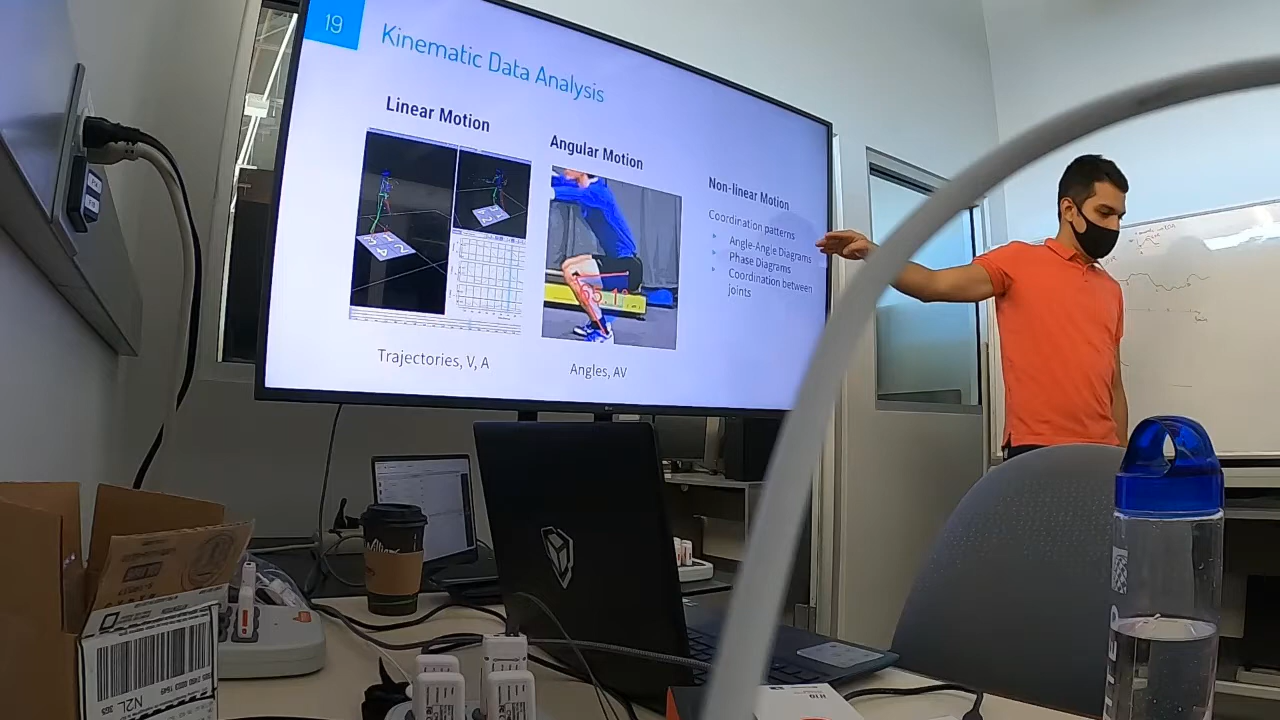 19
Kinematic Data Analysis
Linear Motion
Trajectories, V, A
Angular Motion
Angles, AV
Non-linear Motion
Coordination patterns
Angle-Angle Diagrams
Phase Diagrams
Coordination between
joints
N2L